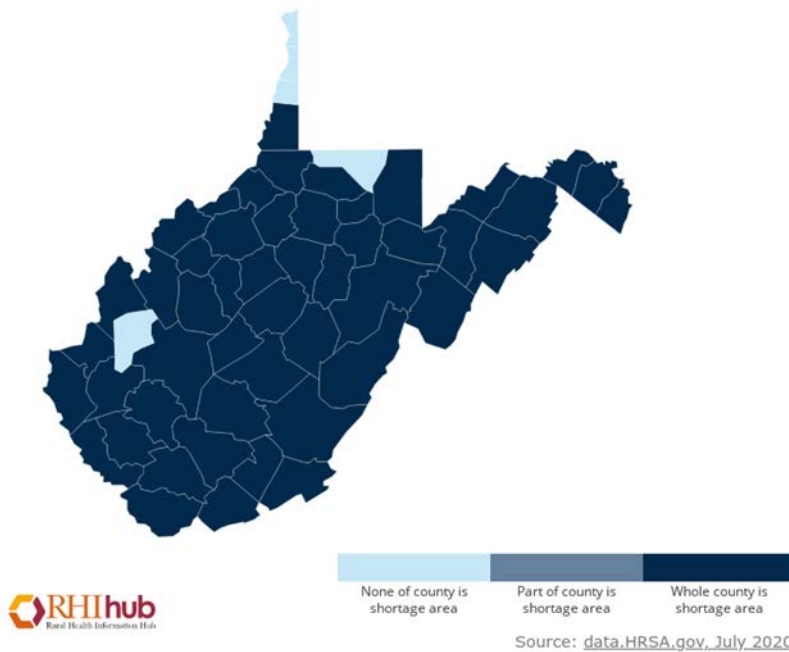 None of county is
shortage area
Part of county is
shortage area
Whole county is
shortage area
RHIhub
Rural Health Information Hub
Source: data.HRSA.gov, July 2020